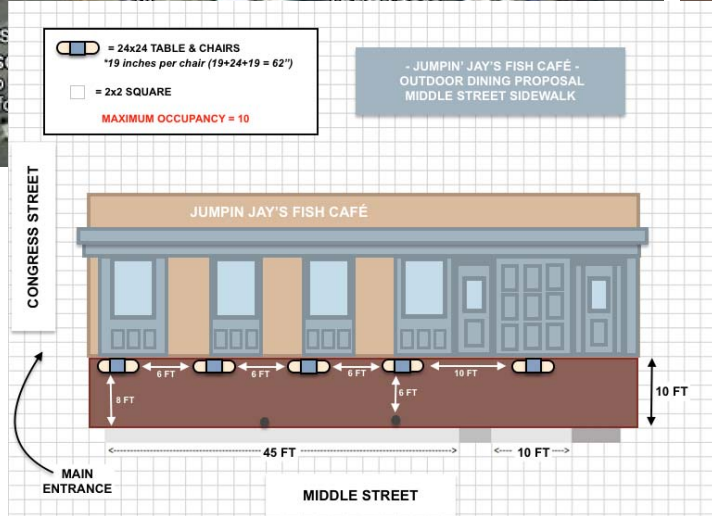 = 24x24 TABLE & CHAIRS
*19 inches per chair (19+24+19 = 62")
= 2x2 SQUARE
MAXIMUM OCCUPANCY = 10
- JUMPIN' JAY'S FISH CAFÉ -
OUTDOOR DINING PROPOSAL
MIDDLE STREET SIDEWALK
CONGRESS STREET
JUMPIN JAY'S FISH CAFÉ
6 FT
6 FT
6 FT
10 FT
8 FT
6 FT
10 FT
45 FT
10 FT
MAIN
ENTRANCE
MIDDLE STREET